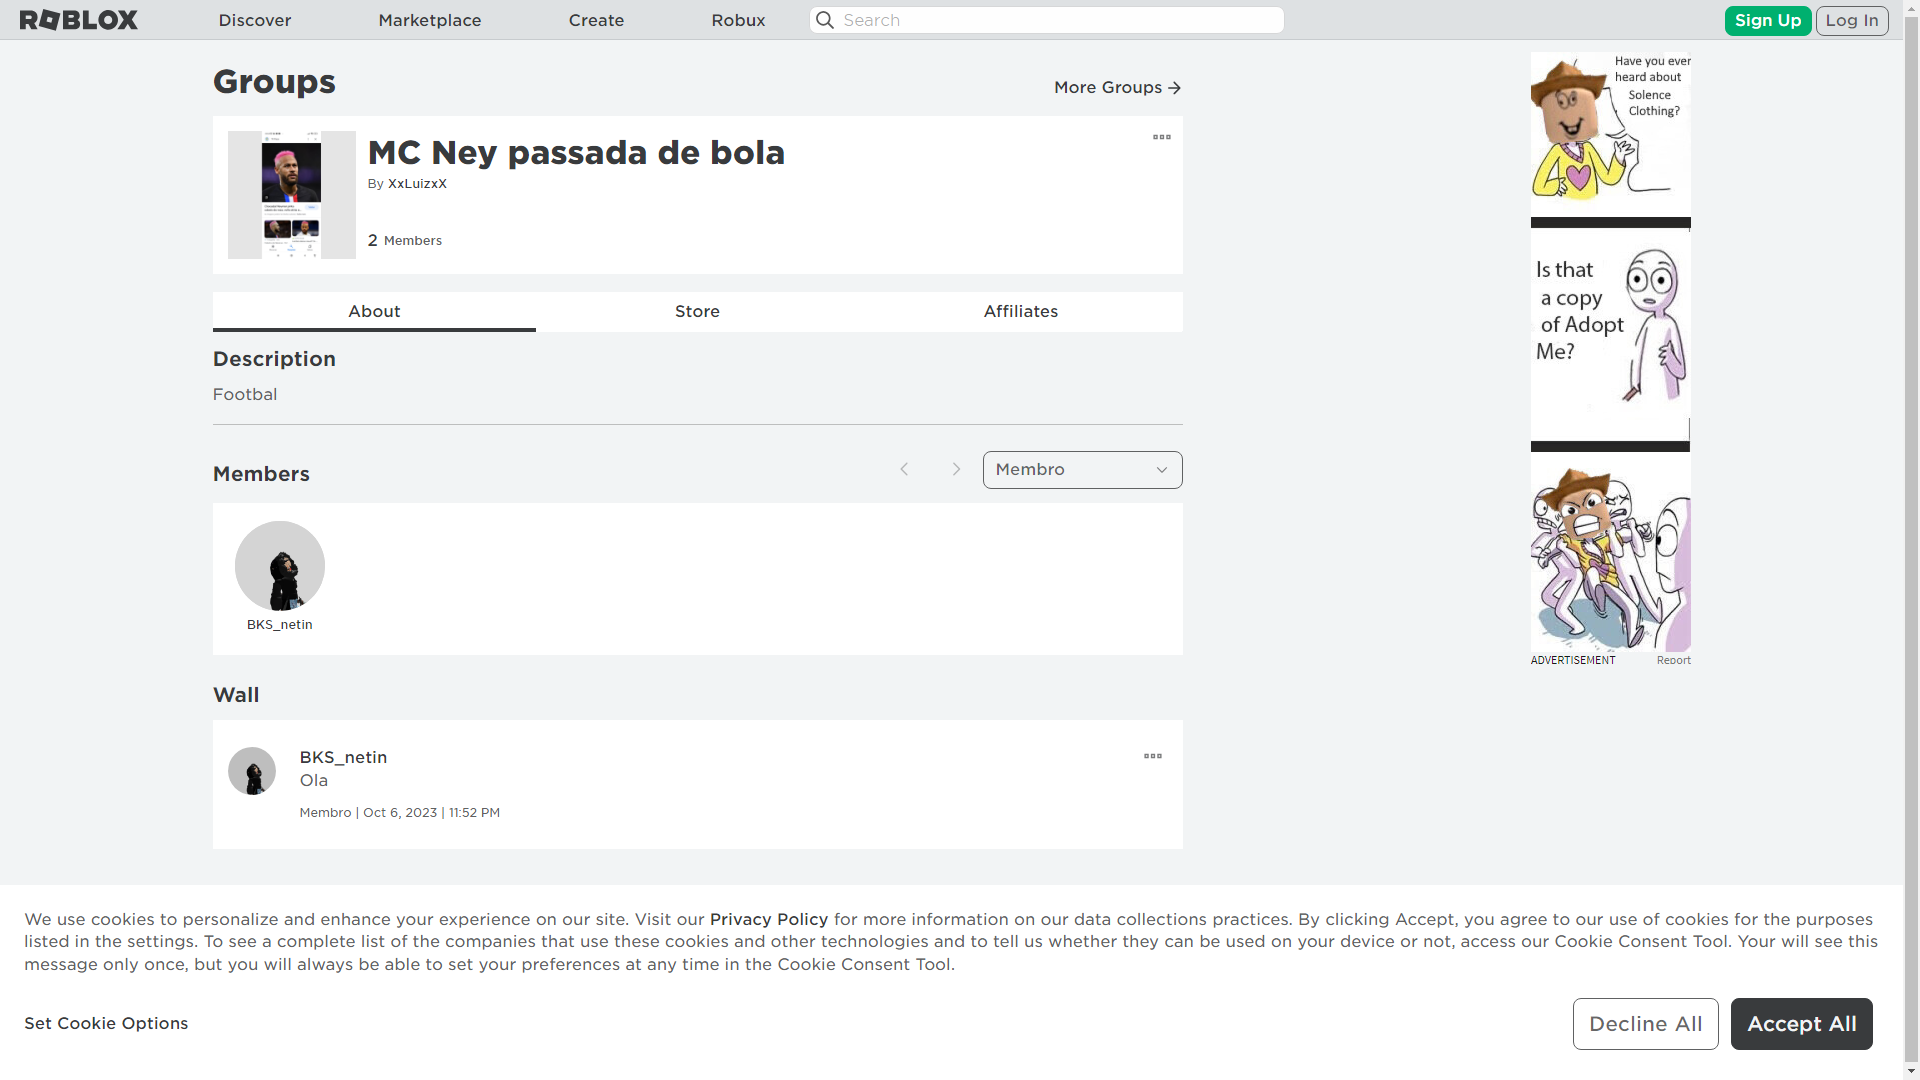 ROBLOX
Discover
Marketplace
Create
Robux
Search
Sign Up
Log In
Groups
More Groups
MC Ney passada de bola
By XxLuizxX
2 Members
About
Store
Affiliates
Description
Footbal
Members
Membro
BKS_netin
Wall
BKS_netin
Ola
Membro | Oct 6, 2023 | 11:52 PM
Have you ever
heard about
Solence
Clothing?
Is that
a copy
of Adopt
Me?
ADVERTISEMENT
Report
We use cookies to personalize and enhance your experience on our site. Visit our Privacy Policy for more information on our data collections practices. By clicking Accept, you agree to our use of cookies for the purposes
listed in the settings. To see a complete list of the companies that use these cookies and other technologies and to tell us whether they can be used on your device or not, access our Cookie Consent Tool. Your will see this
message only once, but you will always be able to set your preferences at any time in the Cookie Consent Tool.
Set Cookie Options
Decline All
Accept All